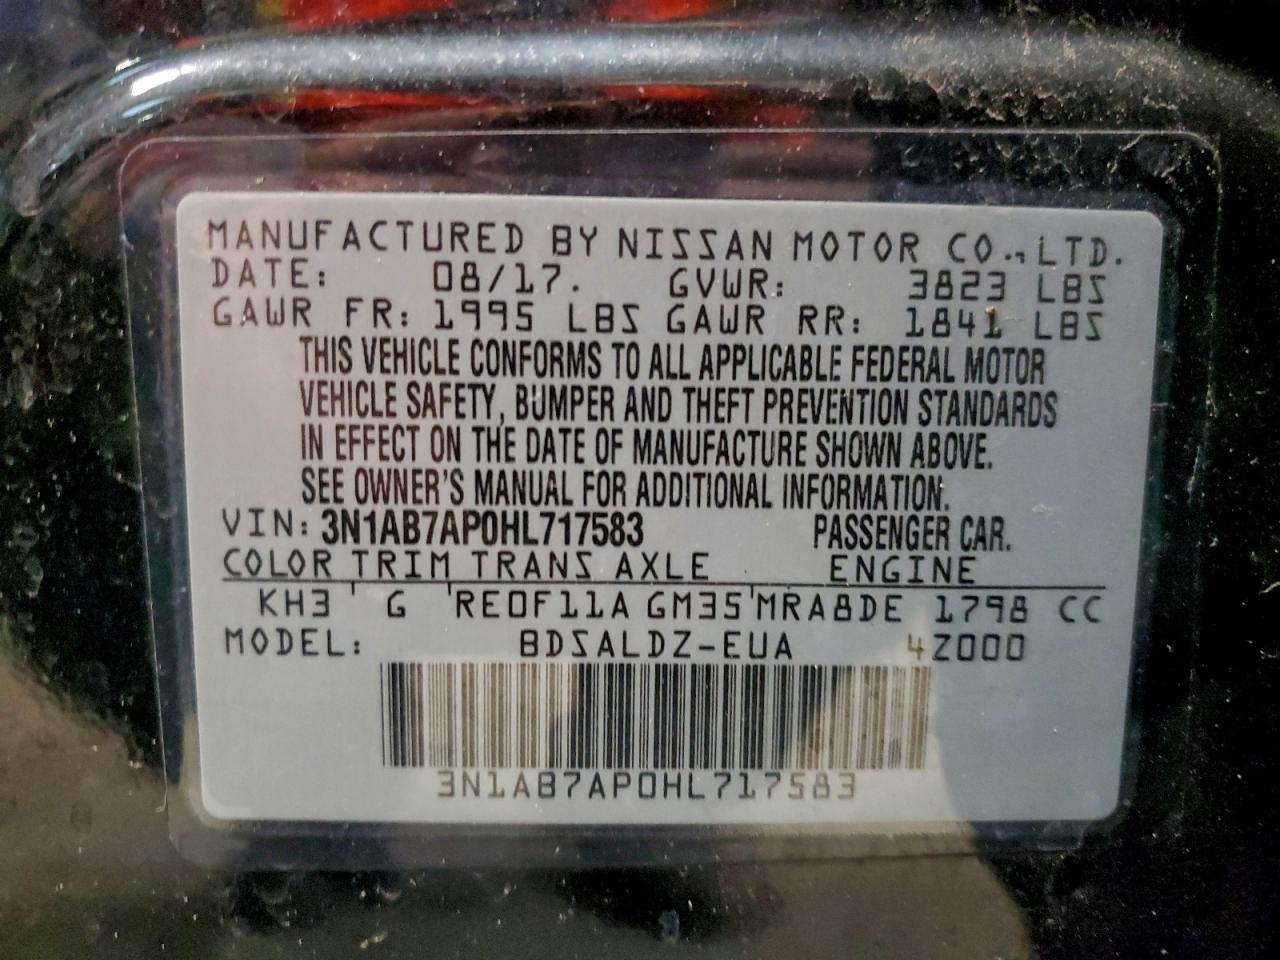 MANUFACTURED BY NISSAN MOTOR CO., LTD.
DATE: 08/17. GVWR: 3823 LBS
GAWR FR: 1995 LBS GAWR RR: 1841 LBS
THIS VEHICLE CONFORMS TO ALL APPLICABLE FEDERAL MOTOR
VEHICLE SAFETY, BUMPER AND THEFT PREVENTION STANDARDS
IN EFFECT ON THE DATE OF MANUFACTURE SHOWN ABOVE.
SEE OWNER'S MANUAL FOR ADDITIONAL INFORMATION.
VIN: 3N1AB7AP0HL717583 PASSENGER CAR.
COLOR TRIM TRANS AXLE ENGINE
KH3 G RE0F11A GM35 MRA8DE 1798 CC
MODEL: BDSALDZ-EUA 4Z000
3N1AB7AP0HL717583